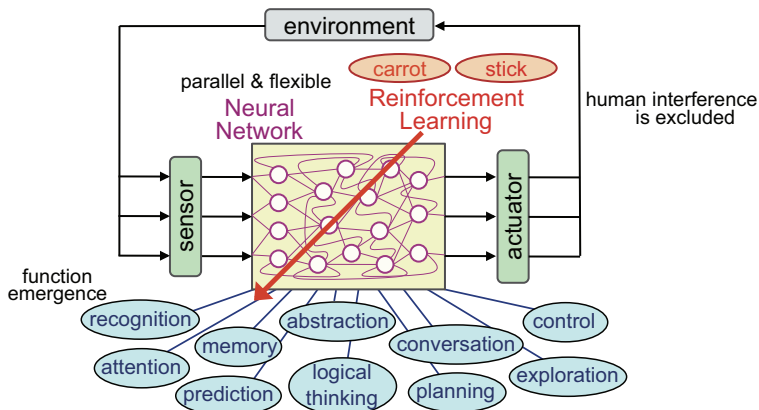 environment
carrot
stick
parallel & flexible
Neural
Network
Reinforcement
Learning
human interference
is excluded
sensor
actuator
function
emergence
recognition
abstraction
control
attention
memory
conversation
prediction
logical
thinking
planning
exploration